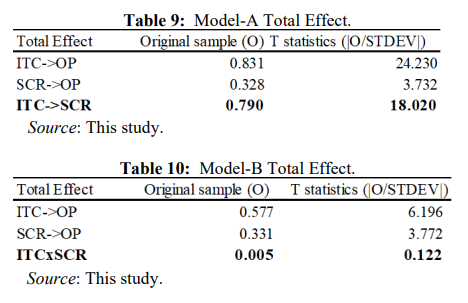 Table 9: Model-A Total Effect.
Total Effect Original sample (O) T statistics (|O/STDEV|)
ITC->OP 0.831 24.230
SCR->OP 0.328 3.732
ITC->SCR 0.790 18.020
Source: This study.
Table 10: Model-B Total Effect.
Total Effect Original sample (O) T statistics (|O/STDEV|)
ITC->OP 0.577 6.196
SCR->OP 0.331 3.772
ITCxSCR 0.005 0.122
Source: This study.